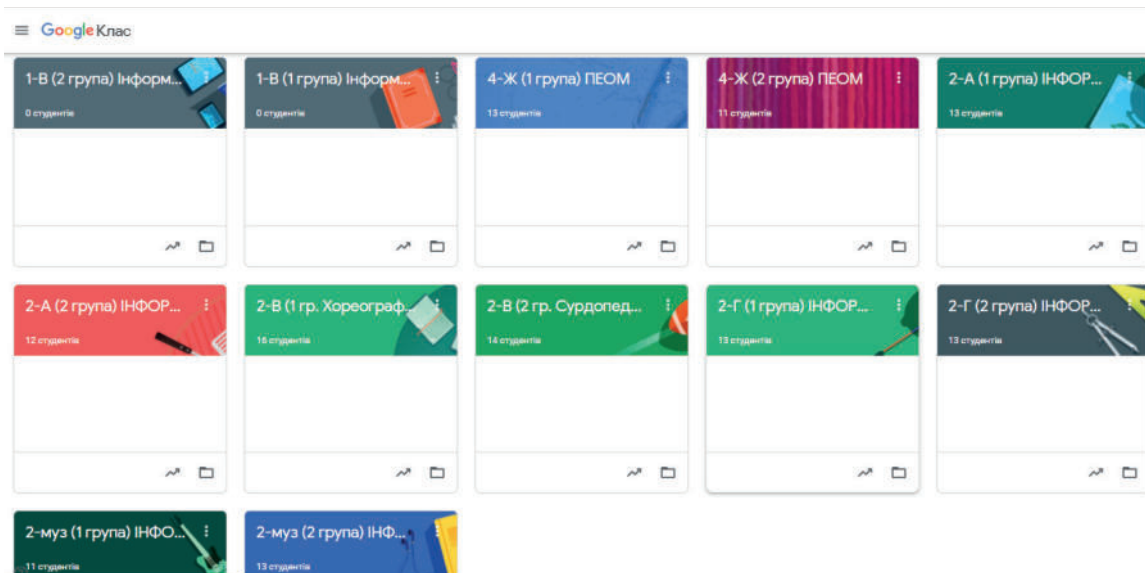 Google Клас
1-В (2 група) Інформ...
0 студентів
1-В (1 група) Інформ...
0 студентів
4-Ж (1 група) ПЕОМ
13 студентів
4-Ж (2 група) ПЕОМ
11 студентів
2-А (1 група) ІНФОР...
13 студентів
2-А (2 група) ІНФОР...
12 студентів
2-В (1 гр. Хореограф...
16 студентів
2-В (2 гр. Сурдопед...
14 студентів
2-Г (1 група) ІНФОР...
13 студентів
2-Г (2 група) ІНФОР...
13 студентів
2-муз (1 група) ІНФО...
11 студентів
2-муз (2 група) ІНФ...
13 студентів